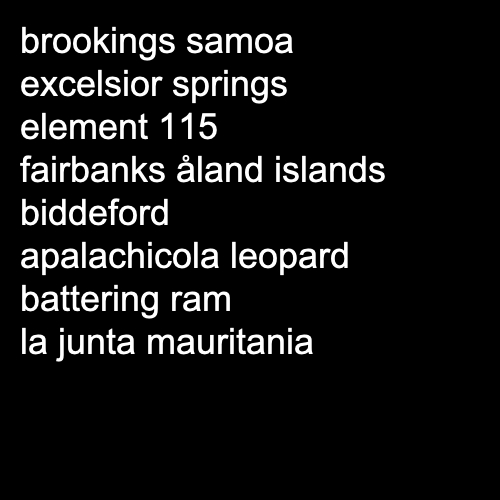 brookings samoa
excelsior springs
element 115
fairbanks åland islands
biddeford
apalachicola leopard
battering ram
la junta mauritania